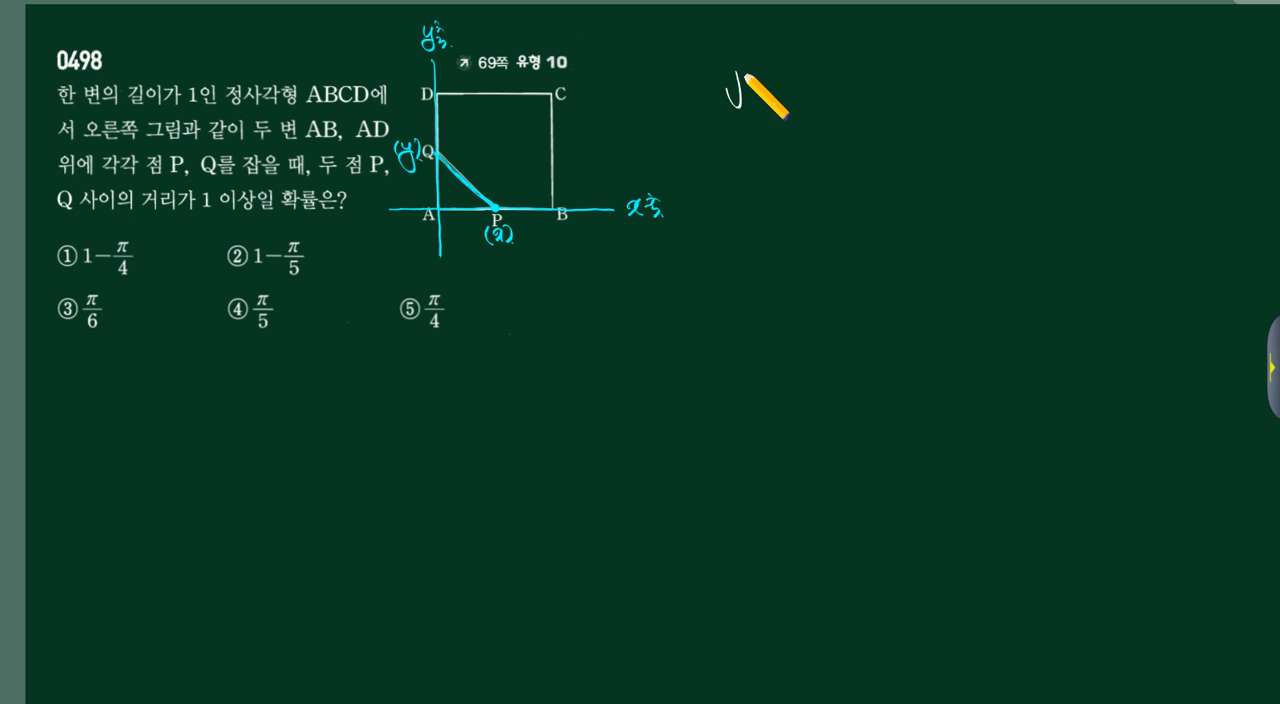 0498
69쪽 유형 10
한 변의 길이가 1인 정사각형 ABCD에
서 오른쪽 그림과 같이 두 변 AB, AD
위에 각각 점 P, Q를 잡을 때, 두 점 P,
Q 사이의 거리가 1 이상일 확률은?
y축
D C
(y) Q
A P B x축
(x)
① 1−π/4 ② 1−π/5
③ π/6 ④ π/5 ⑤ π/4